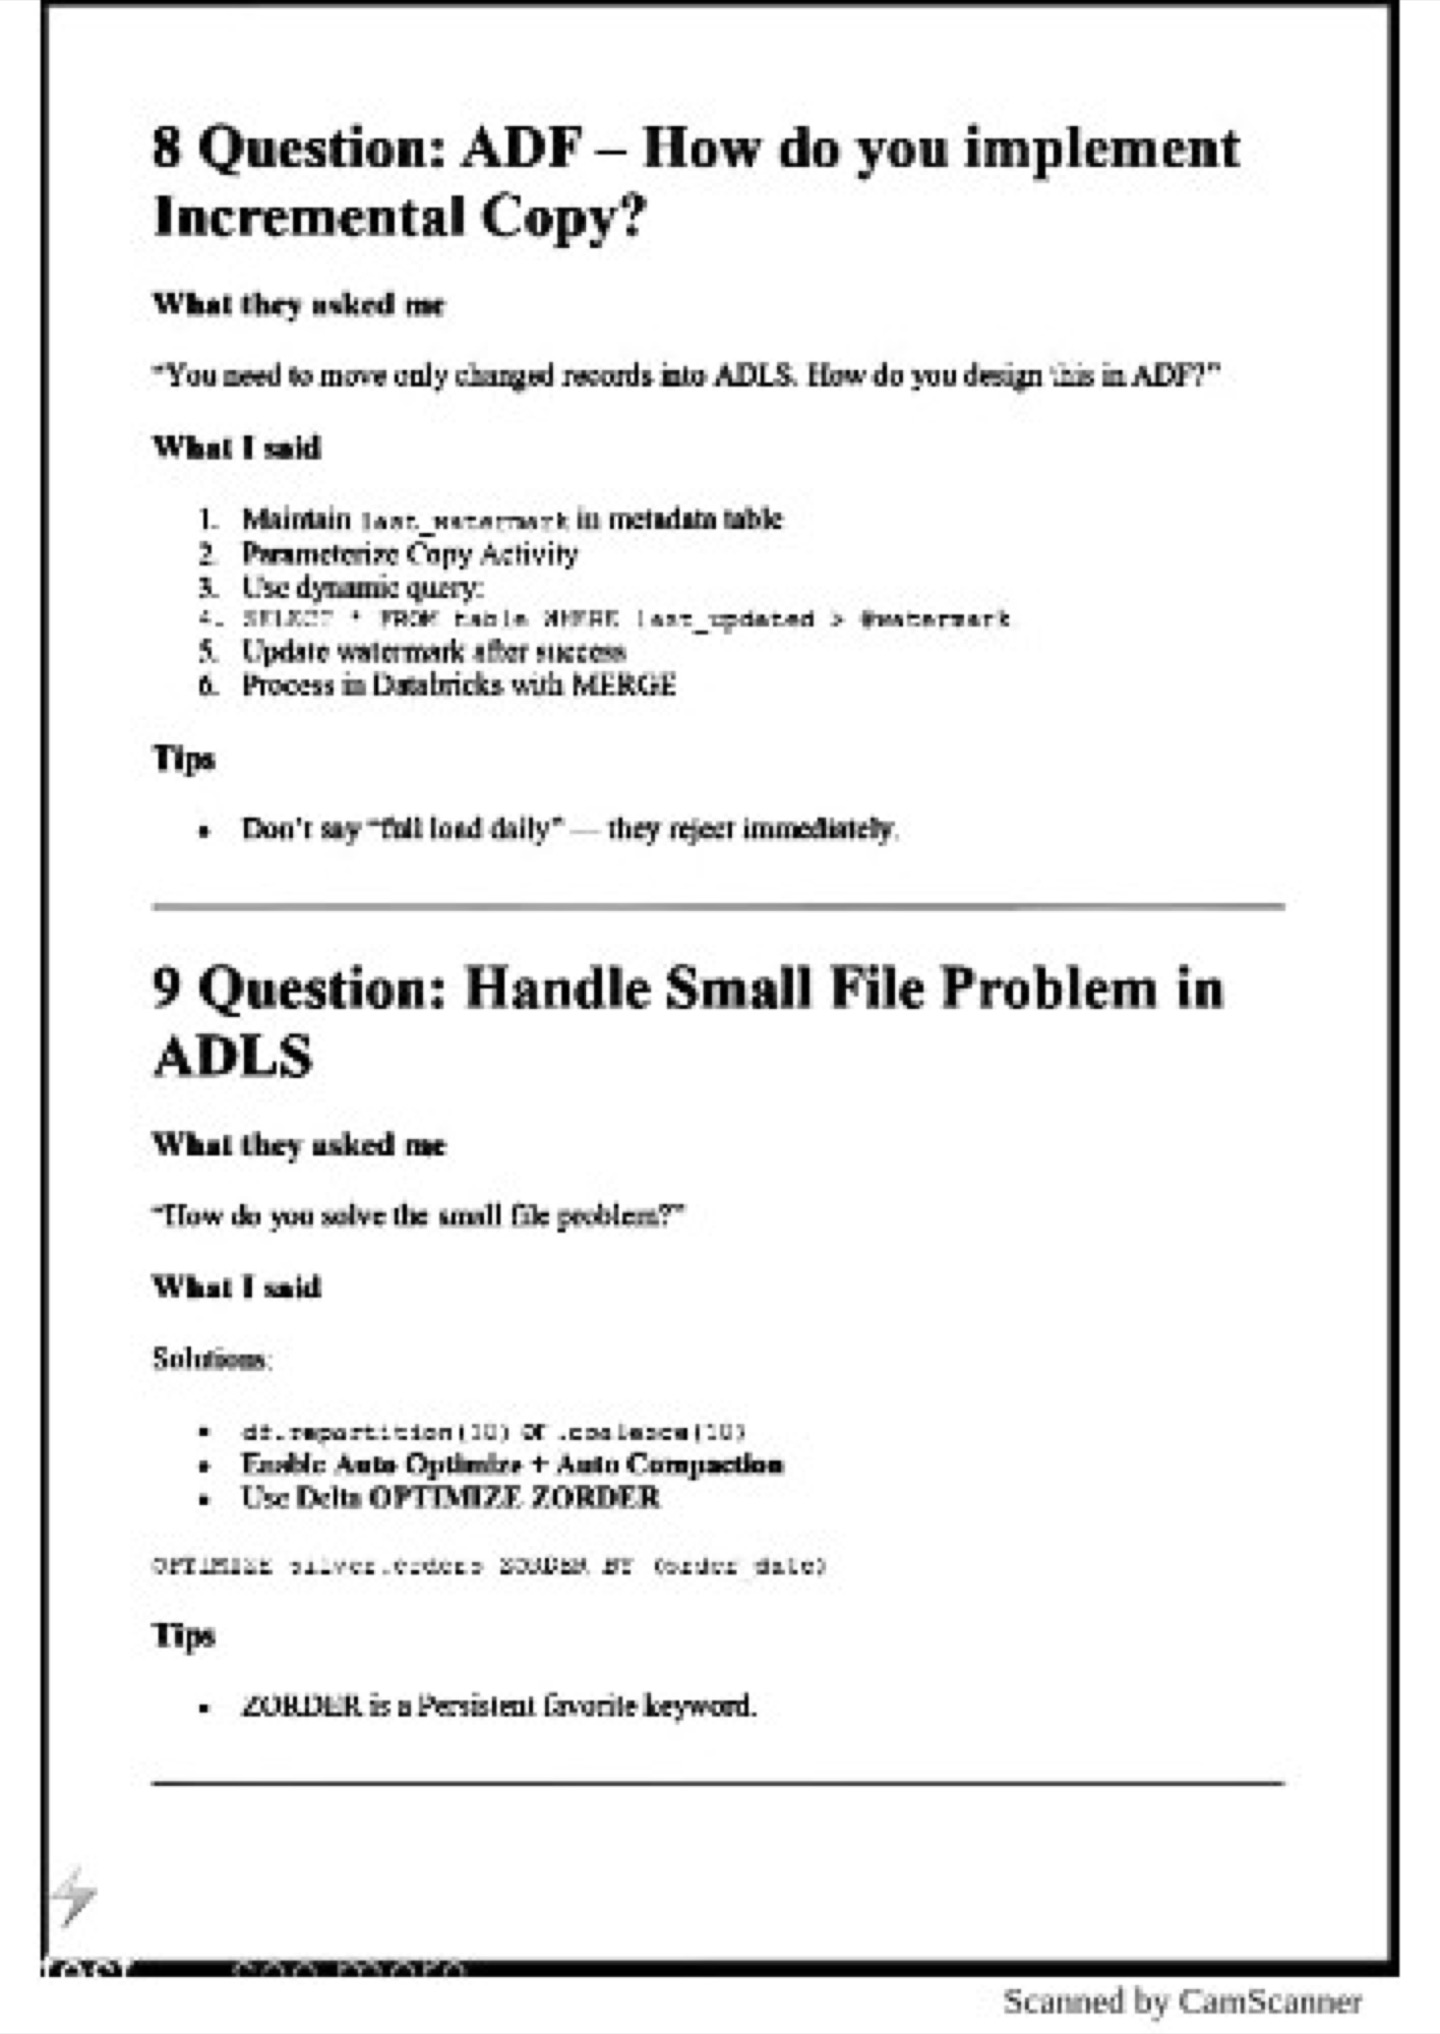 8 Question: ADF – How do you implement
Incremental Copy?
What they asked me
“You need to move only changed records into ADLS. How do you design this in ADF?”
What I said
1. Maintain last_watermark in metadata table
2. Parameterize Copy Activity
3. Use dynamic query:
4. SELECT * FROM table WHERE last_updated > @watermark
5. Update watermark after success
6. Process in Databricks with MERGE
Tips
• Don’t say “full load daily” — they reject immediately.
9 Question: Handle Small File Problem in
ADLS
What they asked me
“How do you solve the small file problem?”
What I said
Solutions:
• df.repartition(10) or .coalesce(10)
• Enable Auto Optimize + Auto Compaction
• Use Delta OPTIMIZE ZORDER
OPTIMIZE silver.orders ZORDER BY (order_date)
Tips
• ZORDER is a Persistent favorite keyword.
Scanned by CamScanner